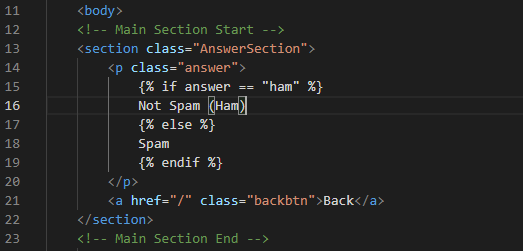 11 <body>
12 <!-- Main Section Start -->
13 <section class="AnswerSection">
14 <p class="answer">
15 {% if answer == "ham" %}
16 Not Spam (Ham)
17 {% else %}
18 Spam
19 {% endif %}
20 </p>
21 <a href="/" class="backbtn">Back</a>
22 </section>
23 <!-- Main Section End -->